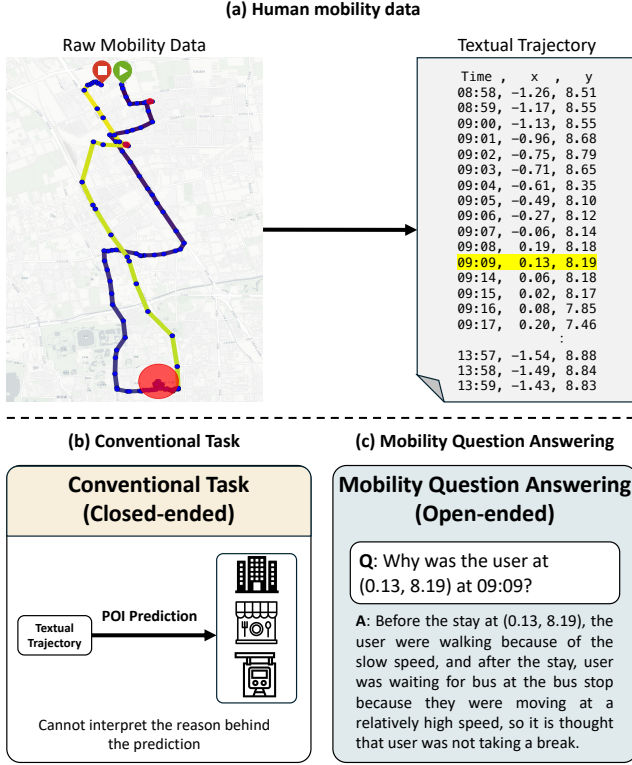 (a) Human mobility data
Raw Mobility Data
Textual Trajectory
Time , x , y
08:58, −1.26, 8.51
08:59, −1.17, 8.55
09:00, −1.13, 8.55
09:01, −0.96, 8.68
09:02, −0.75, 8.79
09:03, −0.71, 8.65
09:04, −0.61, 8.35
09:05, −0.49, 8.10
09:06, −0.27, 8.12
09:07, −0.06, 8.14
09:08, 0.19, 8.18
09:09, 0.13, 8.19
09:14, 0.06, 8.18
09:15, 0.02, 8.17
09:16, 0.08, 7.85
09:17, 0.20, 7.46
:
13:57, −1.54, 8.88
13:58, −1.49, 8.84
13:59, −1.43, 8.83
(b) Conventional Task
Conventional Task
(Closed-ended)
Textual
Trajectory
POI Prediction
Cannot interpret the reason behind
the prediction
(c) Mobility Question Answering
Mobility Question Answering
(Open-ended)
Q: Why was the user at
(0.13, 8.19) at 09:09?
A: Before the stay at (0.13, 8.19), the
user were walking because of the
slow speed, and after the stay, user
was waiting for bus at the bus stop
because they were moving at a
relatively high speed, so it is thought
that user was not taking a break.